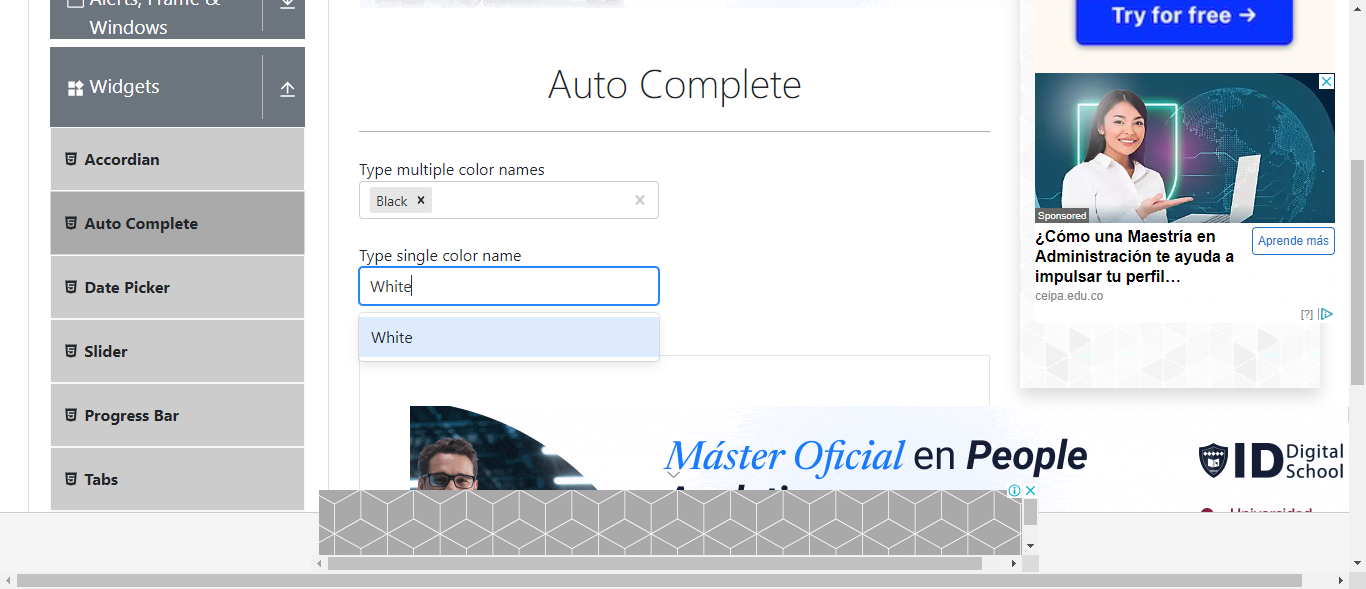 Alerts, Frame &
Windows
Widgets
Accordian
Auto Complete
Date Picker
Slider
Progress Bar
Tabs
Auto Complete
Type multiple color names
Black ×
Type single color name
White
White
Máster Oficial en People
ID Digital
School
Try for free →
Sponsored
¿Cómo una Maestría en
Administración te ayuda a
impulsar tu perfil…
Aprende más
ceipa.edu.co
[?]